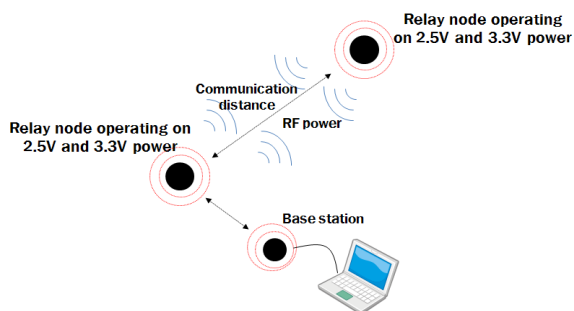 Relay node operating
on 2.5V and 3.3V power
Communication
distance
RF power
Relay node operating on
2.5V and 3.3V power
Base station